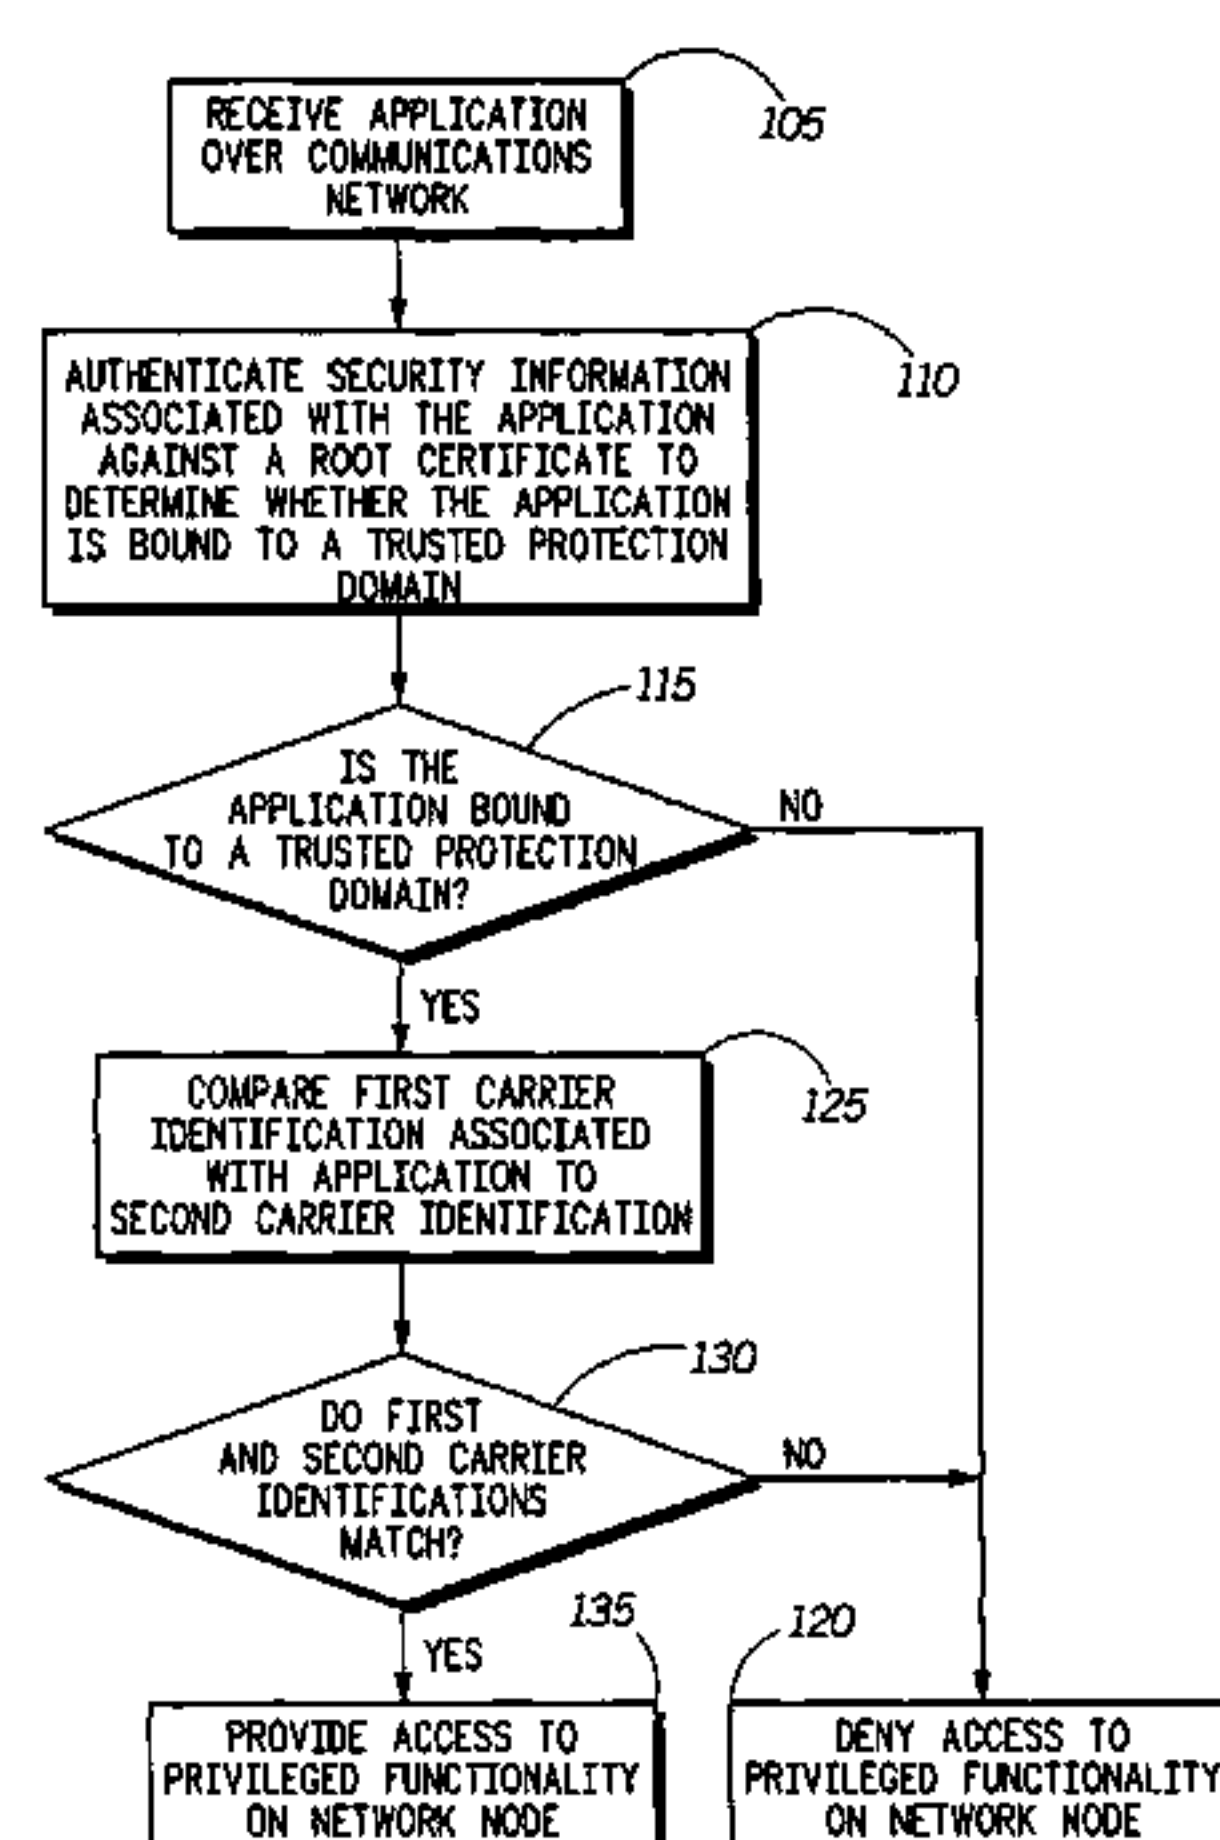 RECEIVE APPLICATION
OVER COMMUNICATIONS
NETWORK
105
AUTHENTICATE SECURITY INFORMATION
ASSOCIATED WITH THE APPLICATION
AGAINST A ROOT CERTIFICATE TO
DETERMINE WHETHER THE APPLICATION
IS BOUND TO A TRUSTED PROTECTION
DOMAIN
110
115
IS THE
APPLICATION BOUND
TO A TRUSTED PROTECTION
DOMAIN?
NO
YES
COMPARE FIRST CARRIER
IDENTIFICATION ASSOCIATED
WITH APPLICATION TO
SECOND CARRIER IDENTIFICATION
125
130
DO FIRST
AND SECOND CARRIER
IDENTIFICATIONS
MATCH?
NO
YES
135
120
PROVIDE ACCESS TO
PRIVILEGED FUNCTIONALITY
ON NETWORK NODE
DENY ACCESS TO
PRIVILEGED FUNCTIONALITY
ON NETWORK NODE